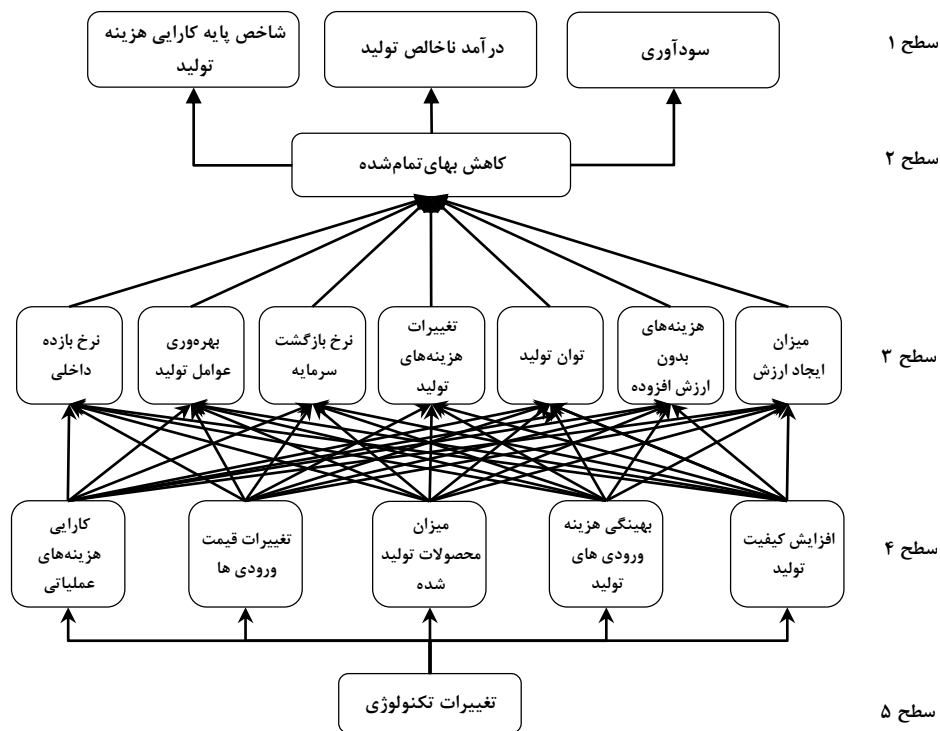 سطح ۱
سودآوری
درآمد ناخالص تولید
شاخص پایه کارایی هزینه
تولید
سطح ۲
کاهش بهای‌تمام‌شده
سطح ۳
میزان
ایجاد ارزش
هزینه‌های
بدون
ارزش افزوده
توان تولید
تغییرات
هزینه‌های
تولید
نرخ بازگشت
سرمایه
بهره‌وری
عوامل تولید
نرخ بازده
داخلی
سطح ۴
افزایش کیفیت
تولید
بهینگی هزینه
ورودی های
تولید
میزان
محصولات تولید
شده
تغییرات قیمت
ورودی ها
کارایی
هزینه‌های
عملیاتی
سطح ۵
تغییرات تکنولوژی